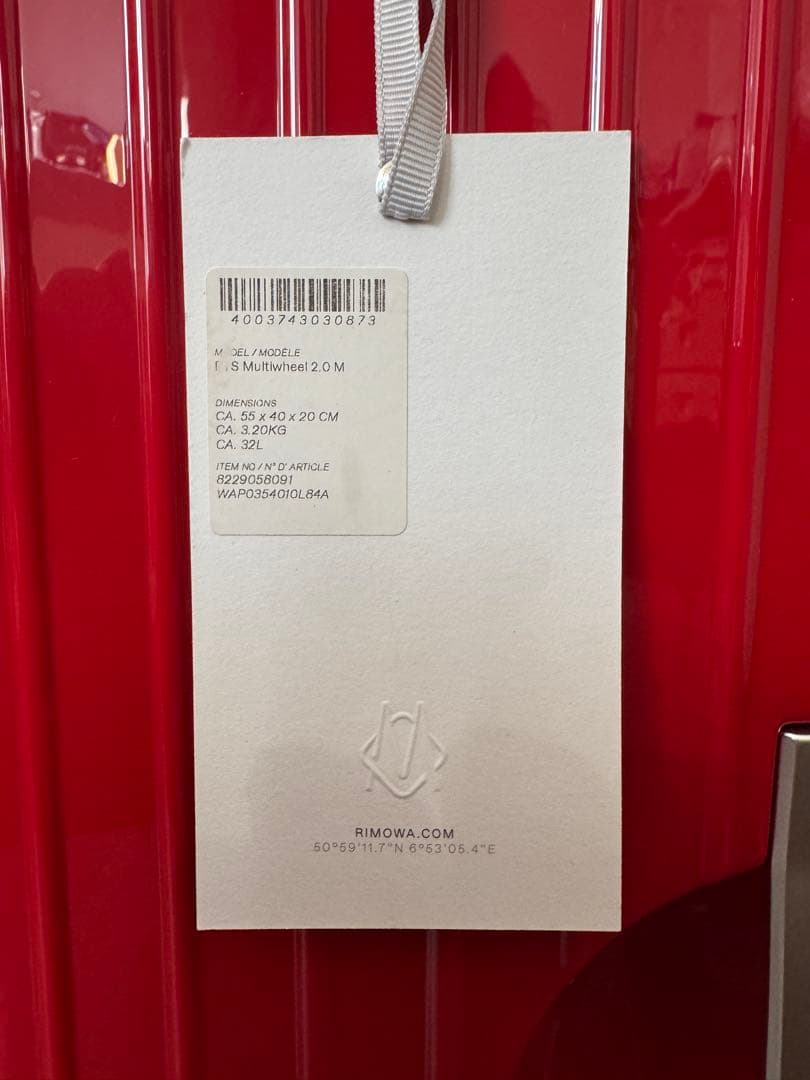 4003743030873
MODEL / MODÈLE
Multiwheel 2.0 M
DIMENSIONS
CA. 55 x 40 x 20 CM
CA. 3.20KG
CA. 32L
ITEM NO / N° D' ARTICLE
8229058091
WAP0354010L84A
RIMOWA.COM
50°59'11.7"N 6°53'05.4"E